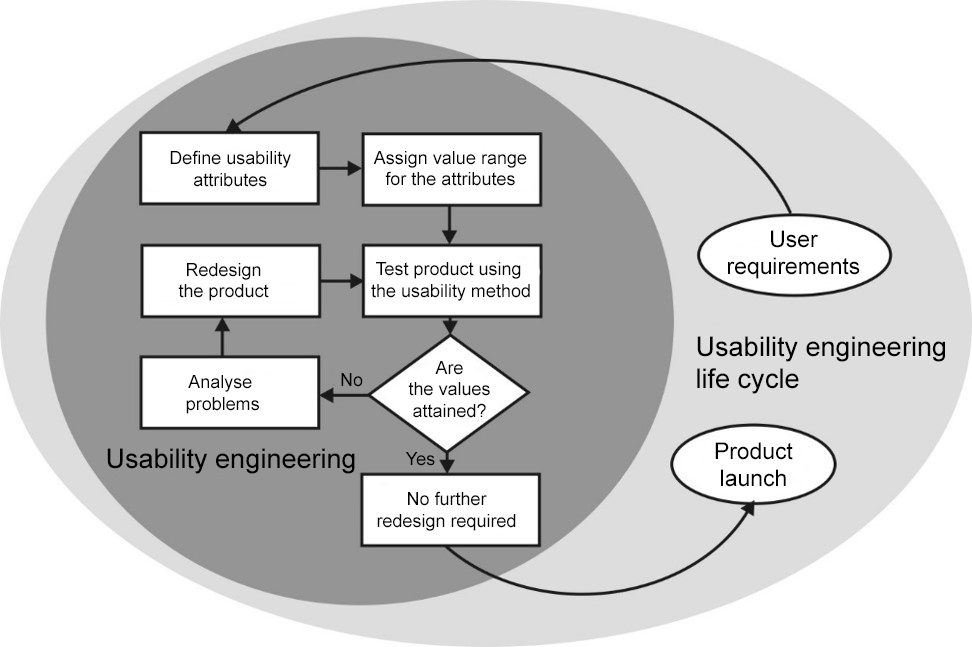 Define usability
attributes
Assign value range
for the attributes
User
requirements
Redesign
the product
Test product using
the usability method
Usability engineering
life cycle
Analyse
problems
No
Are
the values
attained?
Usability engineering
Yes
Product
launch
No further
redesign required